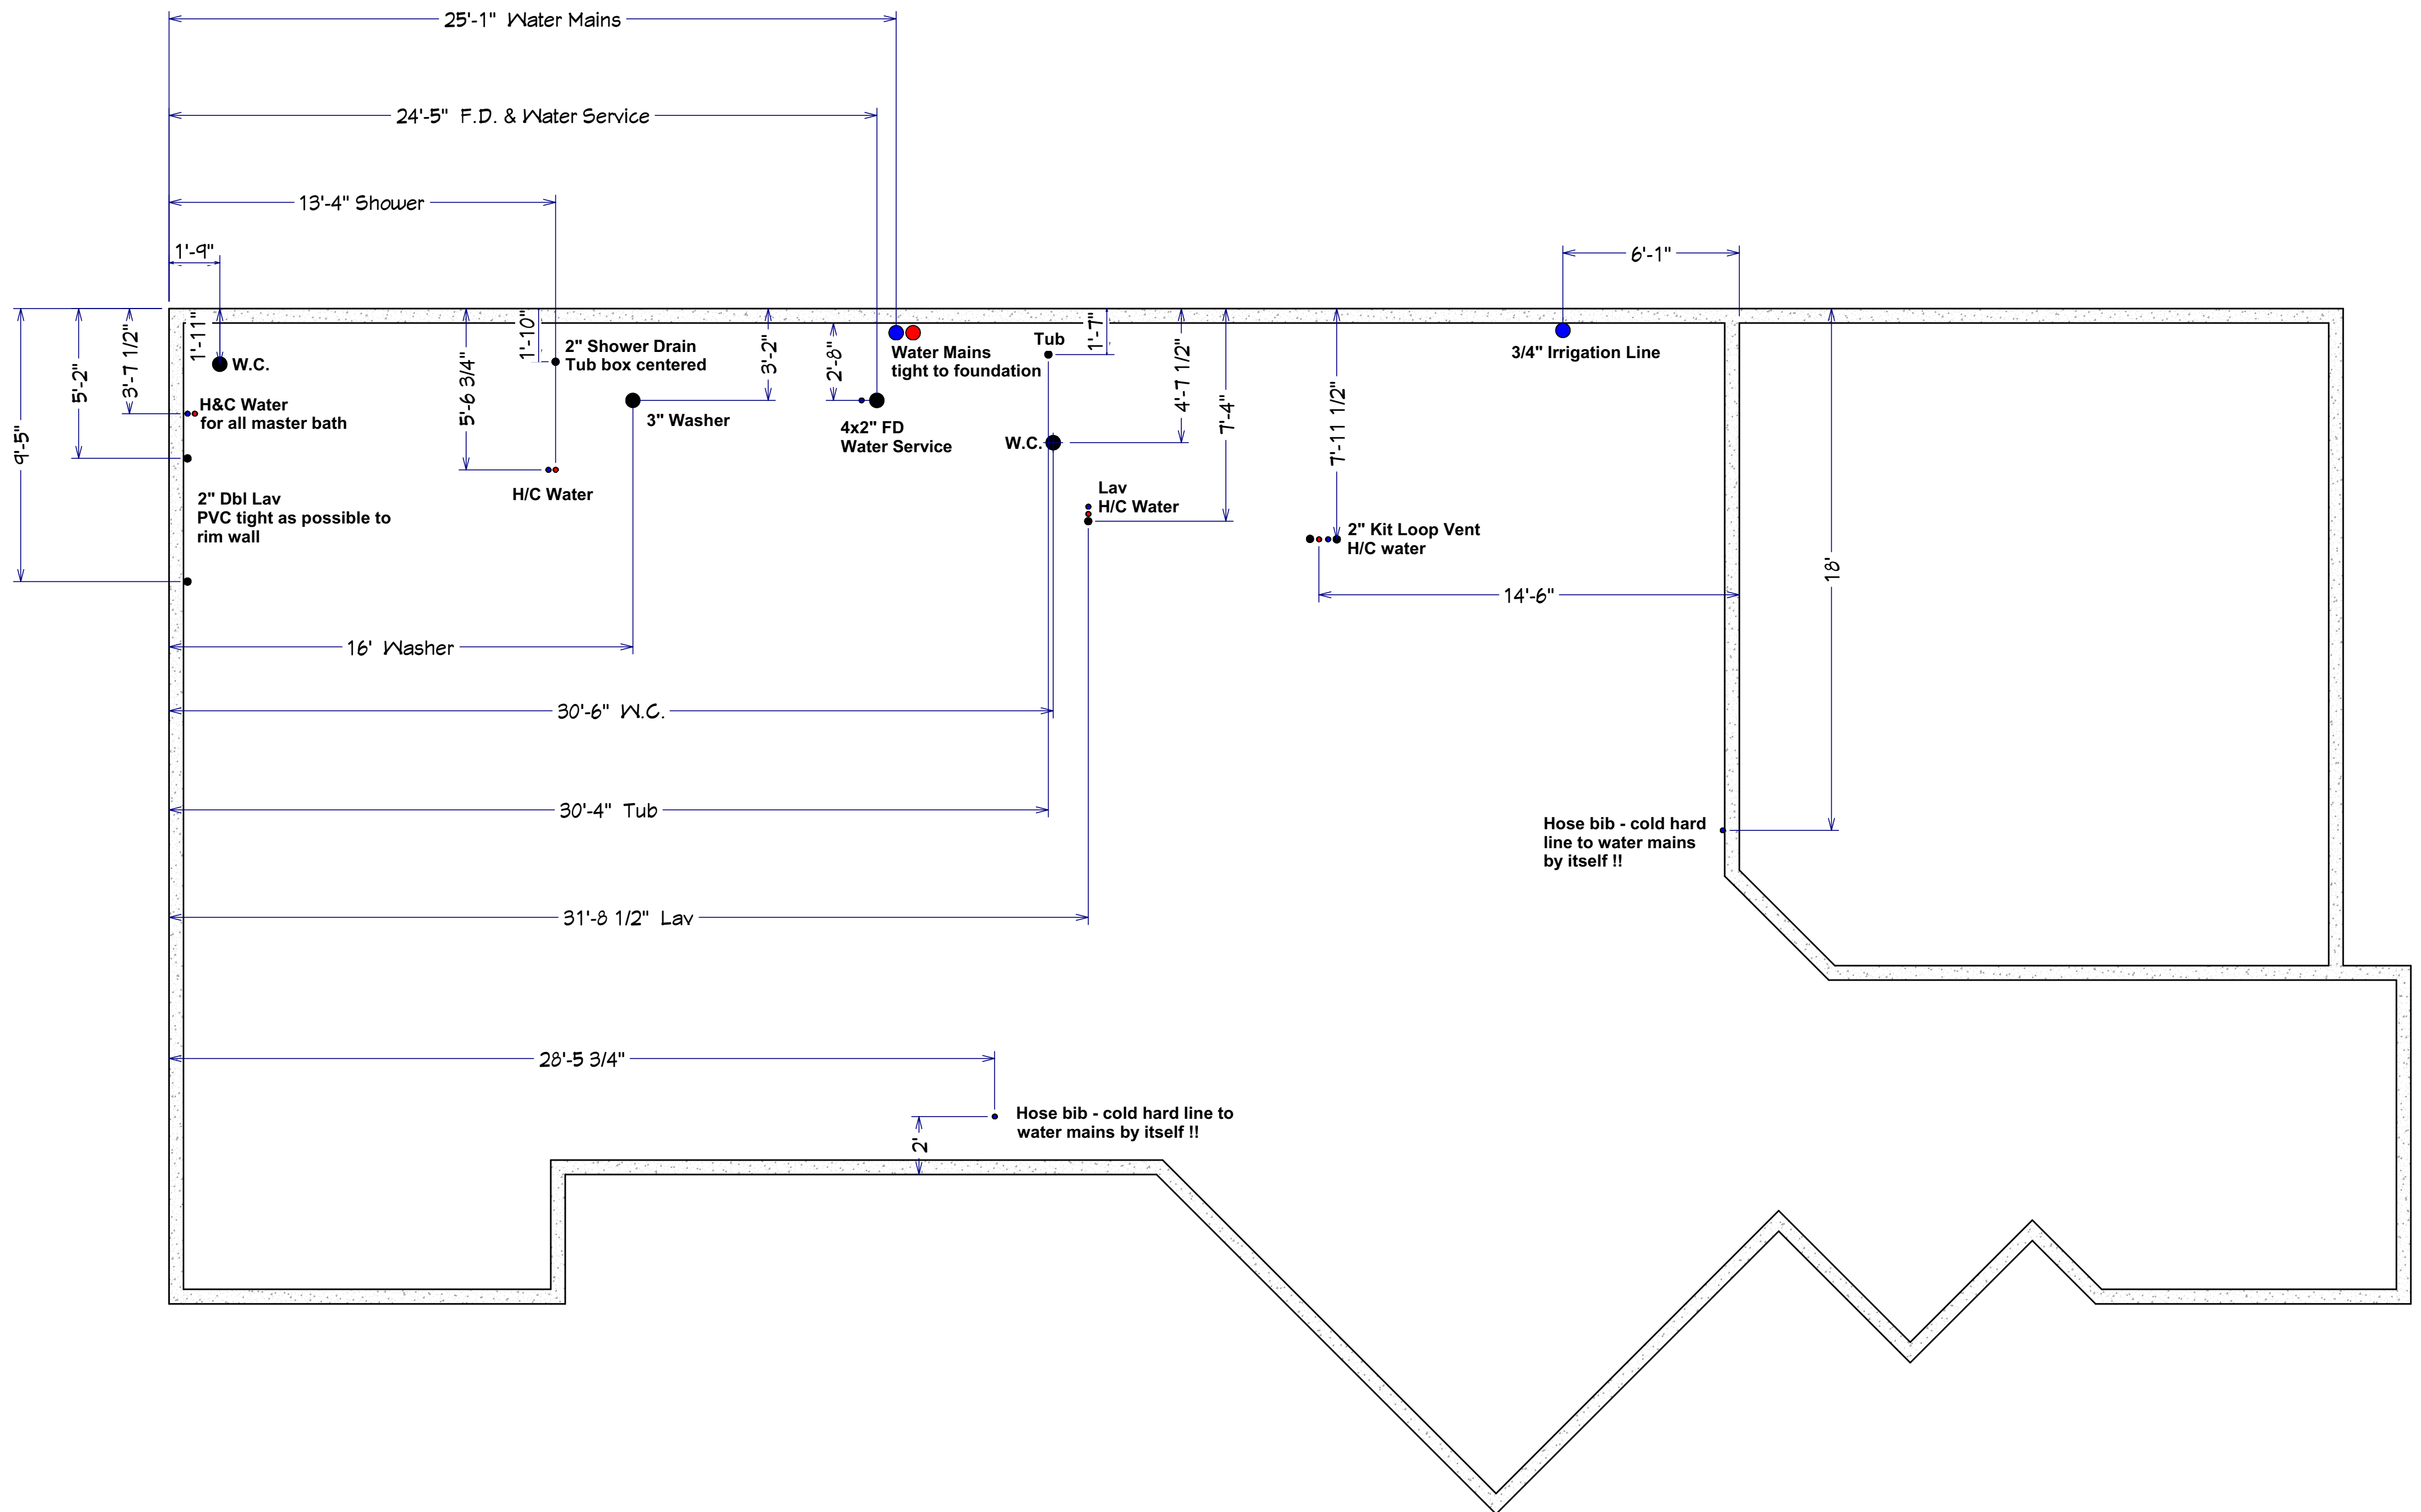 25'-1" Water Mains
24'-5" F.D. & Water Service
13'-4" Shower
1'-9"
6'-1"
9'-5"
5'-2"
3'-7 1/2"
1'-11"
W.C.
H&C Water
for all master bath
2" Dbl Lav
PVC tight as possible to
rim wall
5'-6 3/4"
1'-10"
2" Shower Drain
Tub box centered
H/C Water
3" Washer
3'-2"
2'-8"
4x2" FD
Water Service
Water Mains
tight to foundation
Tub
1'-7"
W.C.
4'-7 1/2"
7'-4"
Lav
H/C Water
7'-11 1/2"
2" Kit Loop Vent
H/C water
3/4" Irrigation Line
14'-6"
18'
16' Washer
30'-6" W.C.
30'-4" Tub
Hose bib - cold hard
line to water mains
by itself !!
31'-8 1/2" Lav
28'-5 3/4"
2'
Hose bib - cold hard line to
water mains by itself !!